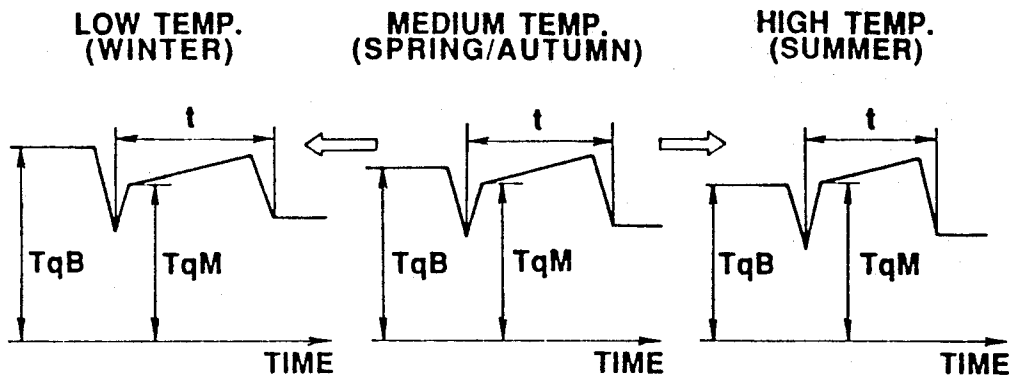 LOW TEMP.
(WINTER)
t
TqB
TqM
TIME
MEDIUM TEMP.
(SPRING/AUTUMN)
t
TqB
TqM
TIME
HIGH TEMP.
(SUMMER)
t
TqB
TqM
TIME